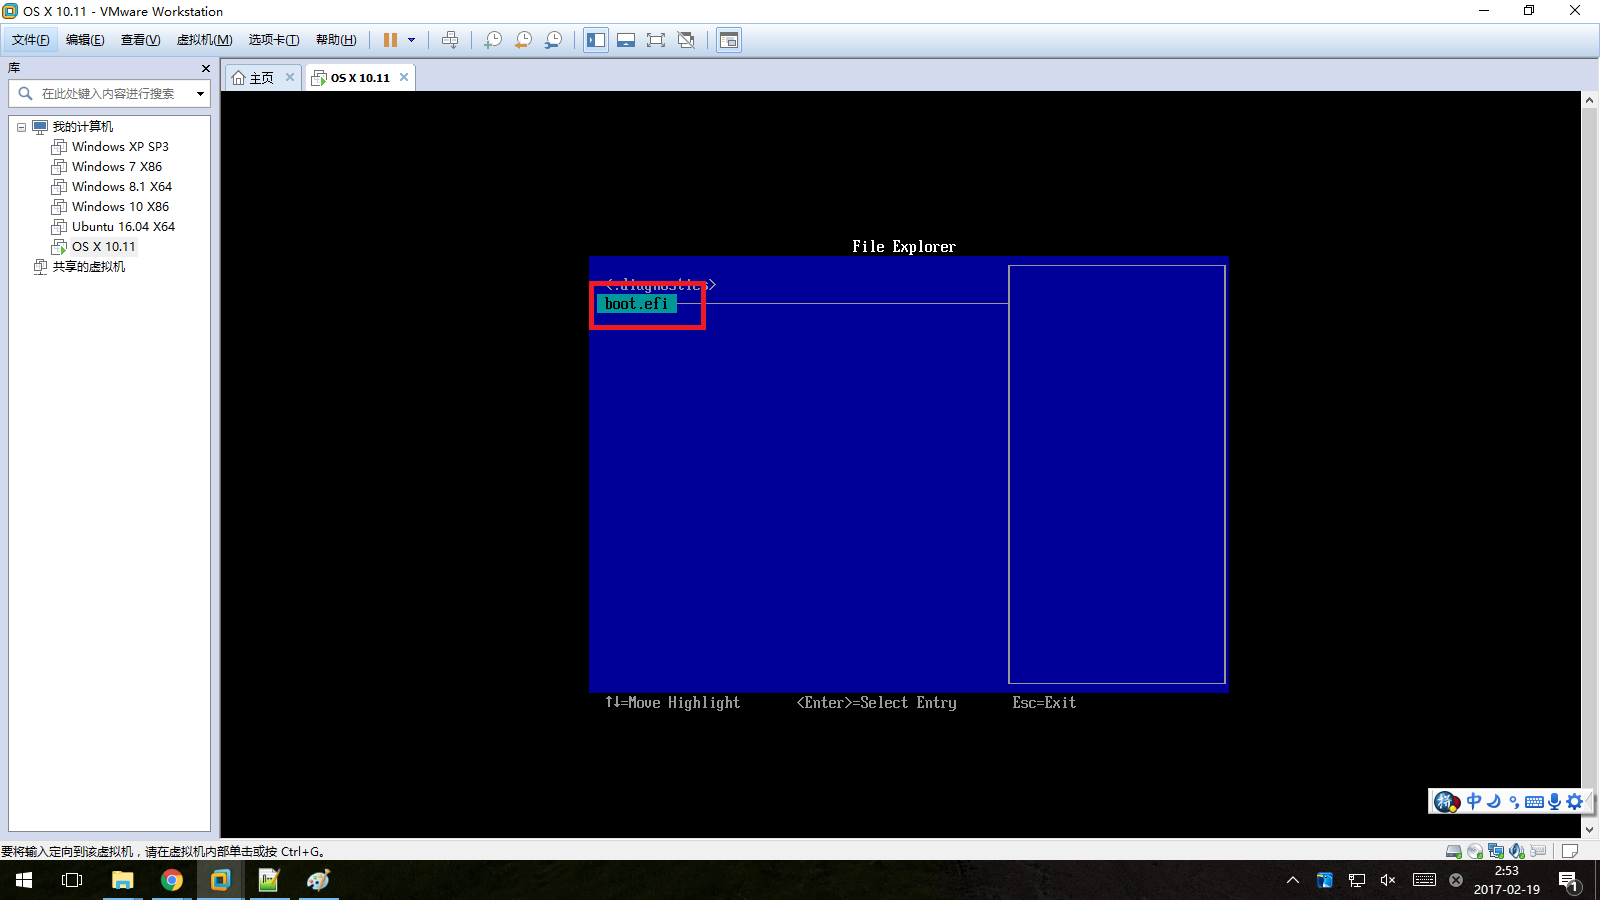 OS X 10.11 - VMware Workstation
文件(F) 编辑(E) 查看(V) 虚拟机(M) 选项卡(T) 帮助(H)
库
主页
OS X 10.11
在此处键入内容进行搜索
我的计算机
Windows XP SP3
Windows 7 X86
Windows 8.1 X64
Windows 10 X86
Ubuntu 16.04 X64
OS X 10.11
共享的虚拟机
File Explorer
<.diagnostics>
boot.efi
↑↓=Move Highlight <Enter>=Select Entry Esc=Exit
拼 中
要将输入定向到该虚拟机，请在虚拟机内部单击或按 Ctrl+G。
2:53
2017-02-19
1